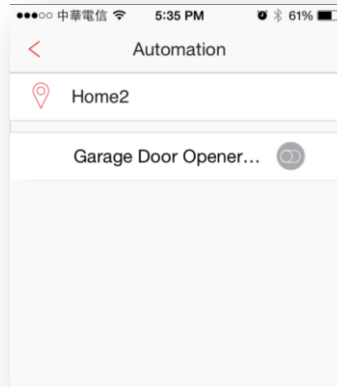 中華電信 5:35 PM 61%
Automation
Home2
Garage Door Opener...